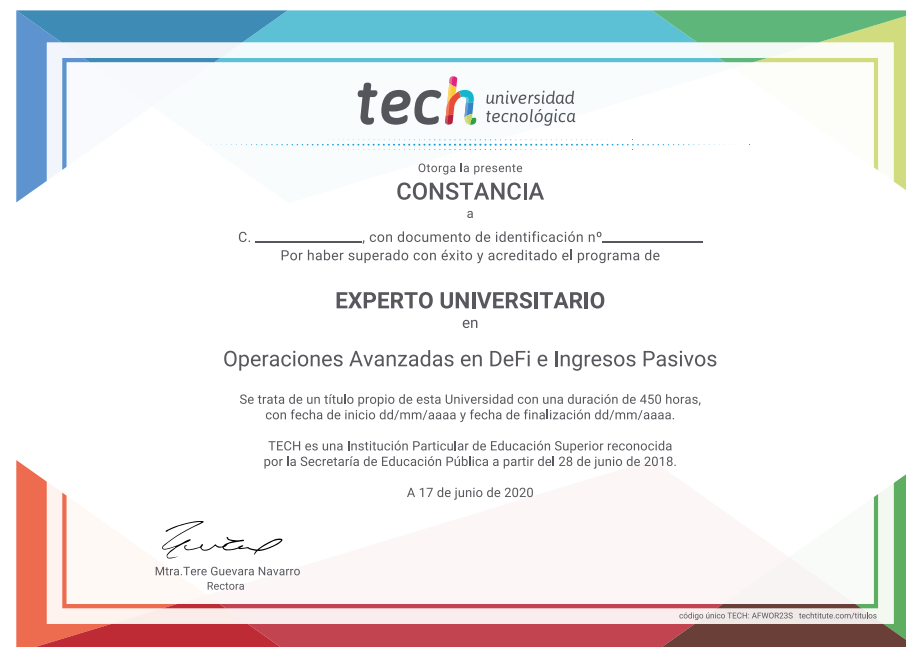 tech universidad
tecnológica
Otorga la presente
CONSTANCIA
a
C. ____________, con documento de identificación nº____________
Por haber superado con éxito y acreditado el programa de
EXPERTO UNIVERSITARIO
en
Operaciones Avanzadas en DeFi e Ingresos Pasivos
Se trata de un título propio de esta Universidad con una duración de 450 horas,
con fecha de inicio dd/mm/aaaa y fecha de finalización dd/mm/aaaa.
TECH es una Institución Particular de Educación Superior reconocida
por la Secretaría de Educación Pública a partir del 28 de junio de 2018.
A 17 de junio de 2020
Mtra.Tere Guevara Navarro
Rectora
código único TECH: AFWOR23S techtitute.com/titulos